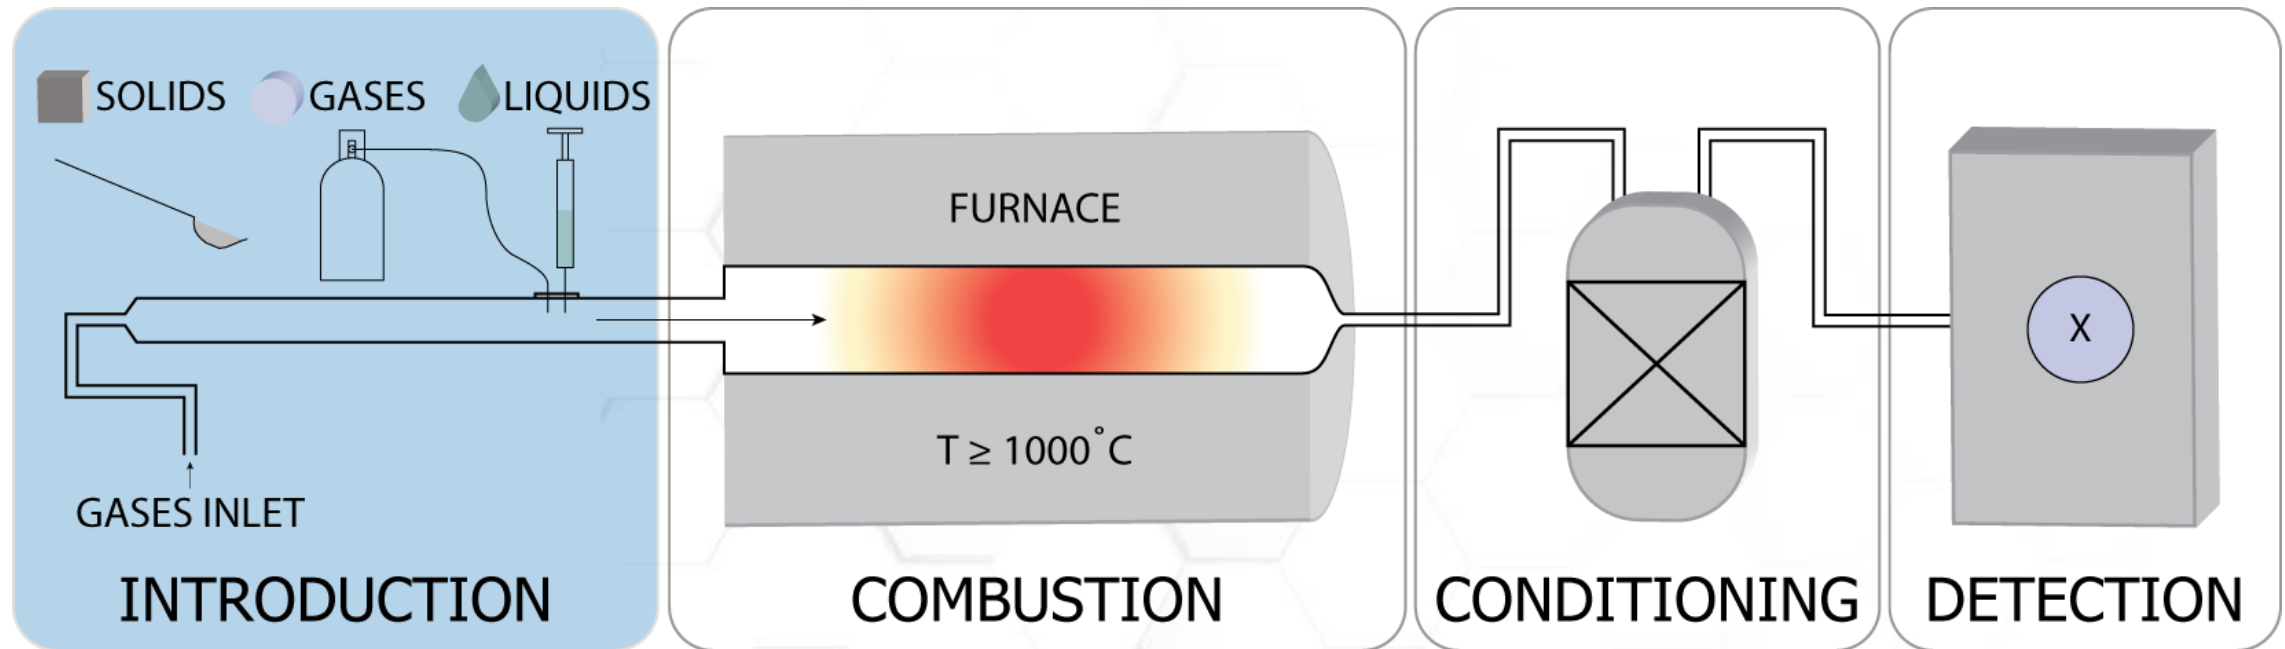 SOLIDS GASES LIQUIDS
GASES INLET
INTRODUCTION
FURNACE
T ≥ 1000°C
COMBUSTION
CONDITIONING
X
DETECTION